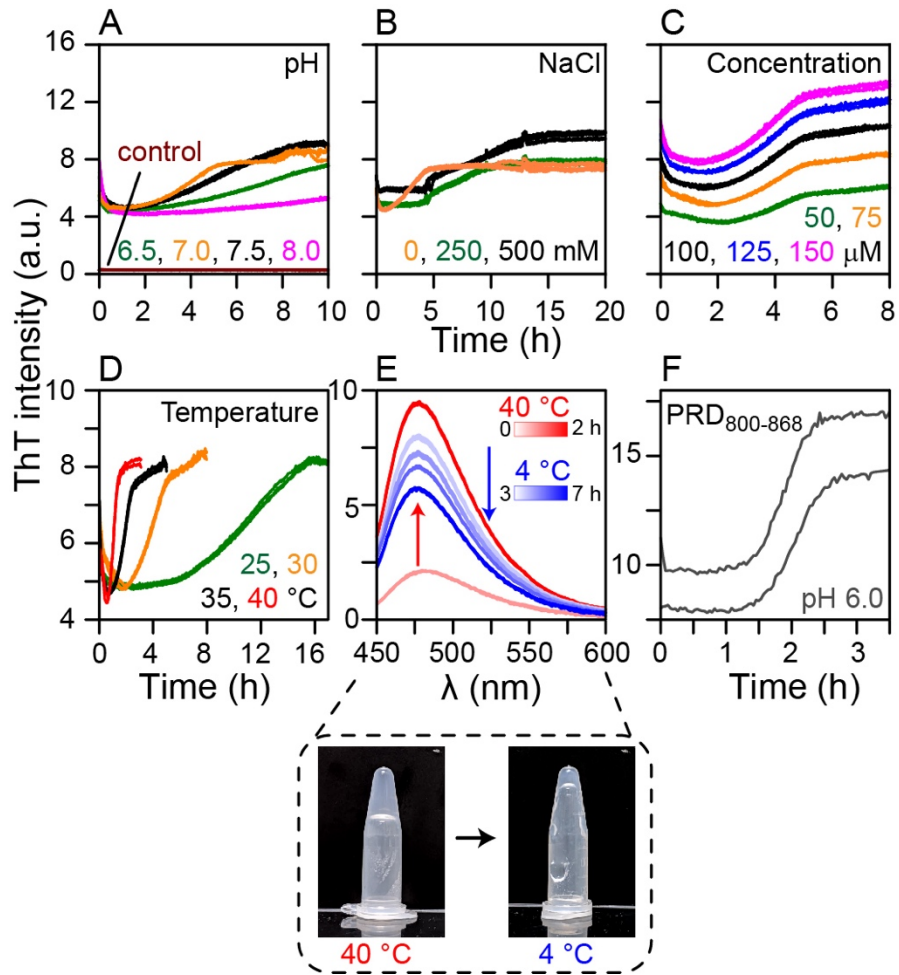 A
B
C
16
12
8
4
0
pH
control
6.5, 7.0, 7.5, 8.0
0 2 4 6 8 10
NaCl
0, 250, 500 mM
0 5 10 15 20
Time (h)
Concentration
50, 75
100, 125, 150 μM
0 2 4 6 8
ThT intensity (a.u.)
D
E
F
10
8
6
4
Temperature
25, 30
35, 40 °C
0 4 8 12 16
Time (h)
10
5
0
40 °C
0 2 h
4 °C
3 7 h
450 500 550 600
λ (nm)
PRD800-868
15
10
pH 6.0
0 1 2 3
Time (h)
40 °C
4 °C